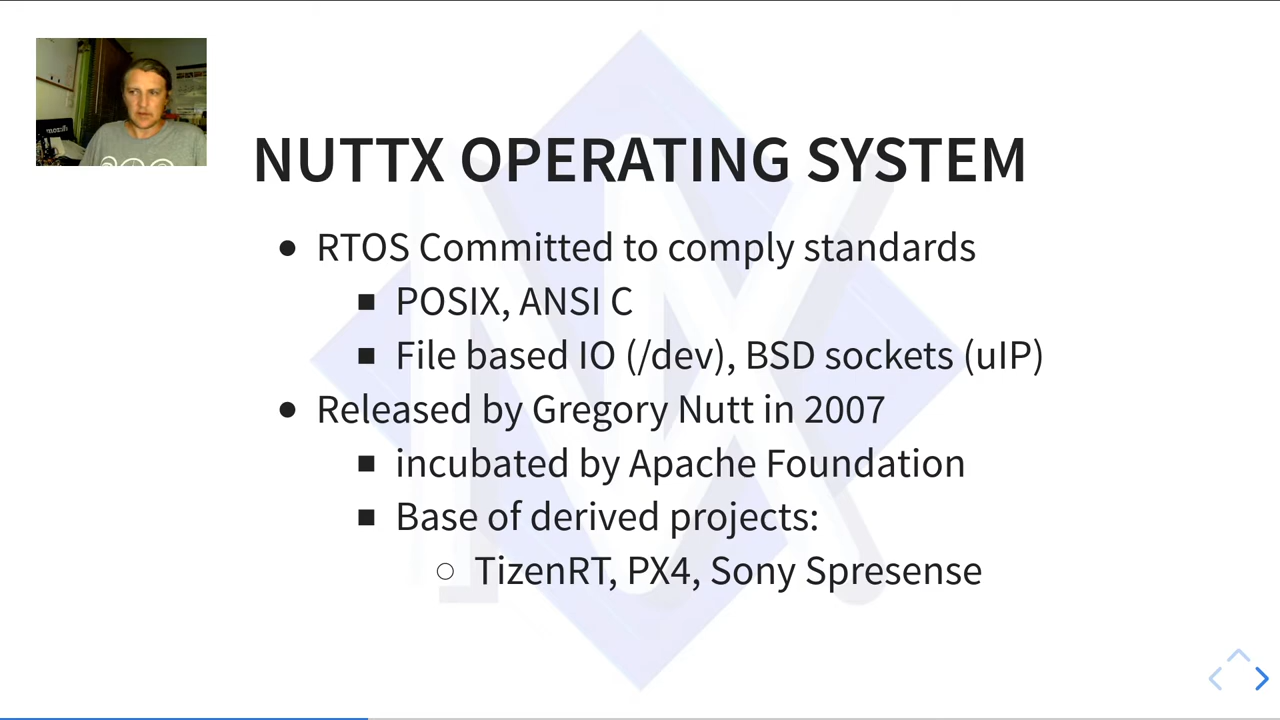 NUTTX OPERATING SYSTEM
RTOS Committed to comply standards
POSIX, ANSI C
File based IO (/dev), BSD sockets (uIP)
Released by Gregory Nutt in 2007
incubated by Apache Foundation
Base of derived projects:
TizenRT, PX4, Sony Spresense